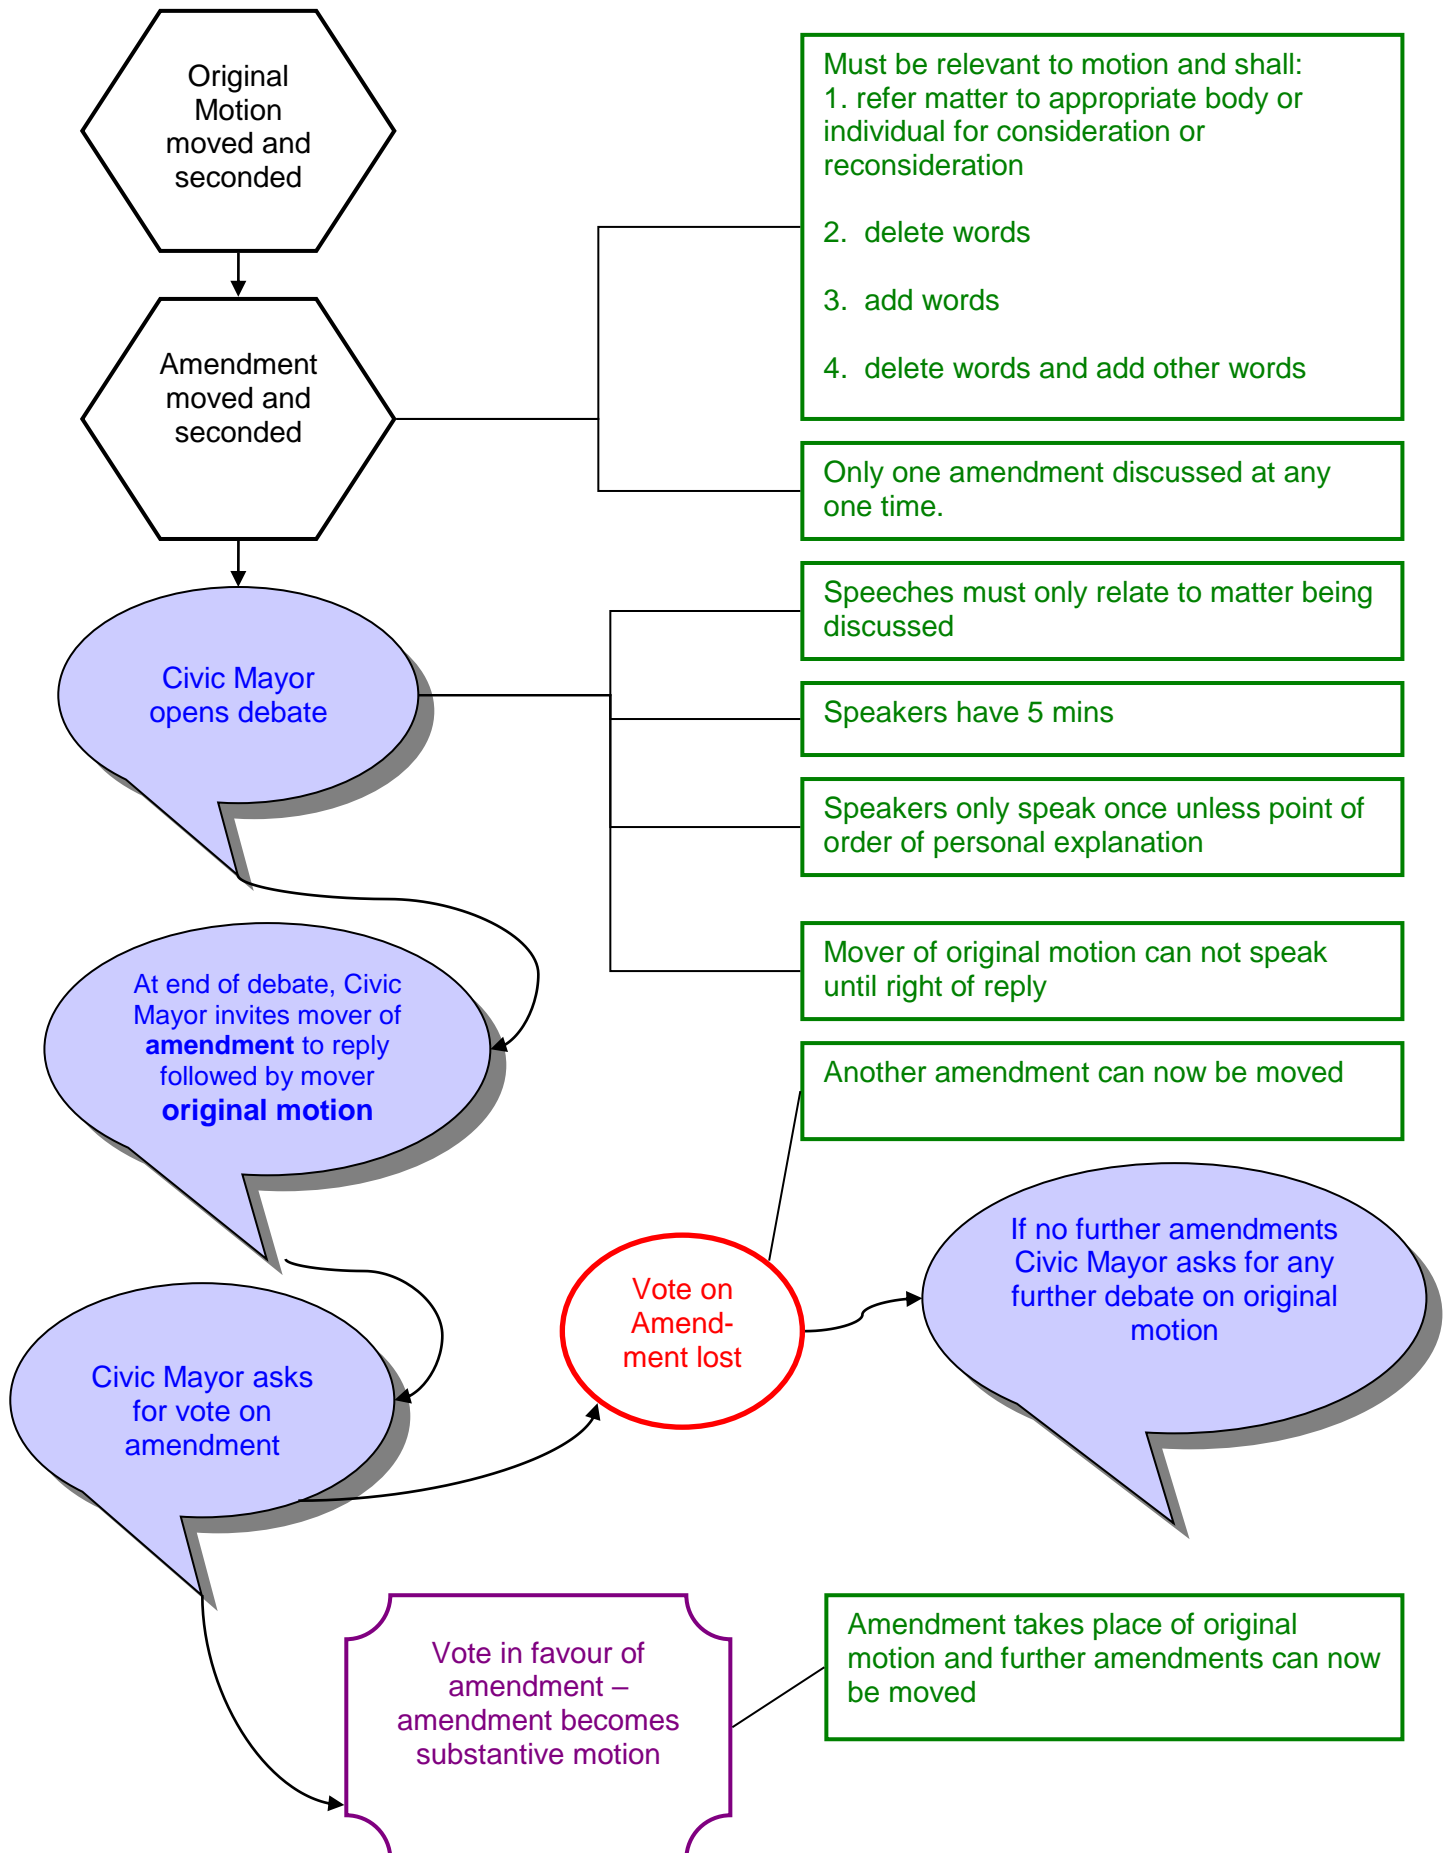 Original
Motion
moved and
seconded
Must be relevant to motion and shall:
1. refer matter to appropriate body or
individual for consideration or
reconsideration
2. delete words
3. add words
4. delete words and add other words
Amendment
moved and
seconded
Only one amendment discussed at any
one time.
Civic Mayor
opens debate
Speeches must only relate to matter being
discussed
Speakers have 5 mins
Speakers only speak once unless point of
order of personal explanation
Mover of original motion can not speak
until right of reply
At end of debate, Civic
Mayor invites mover of
amendment to reply
followed by mover
original motion
Another amendment can now be moved
Vote on
Amend-
ment lost
If no further amendments
Civic Mayor asks for any
further debate on original
motion
Civic Mayor asks
for vote on
amendment
Vote in favour of
amendment –
amendment becomes
substantive motion
Amendment takes place of original
motion and further amendments can now
be moved